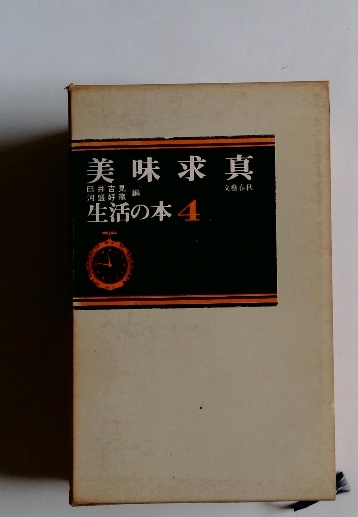 美味求真
臼井吉見
河盛好蔵 編
文藝春秋
生活の本 4